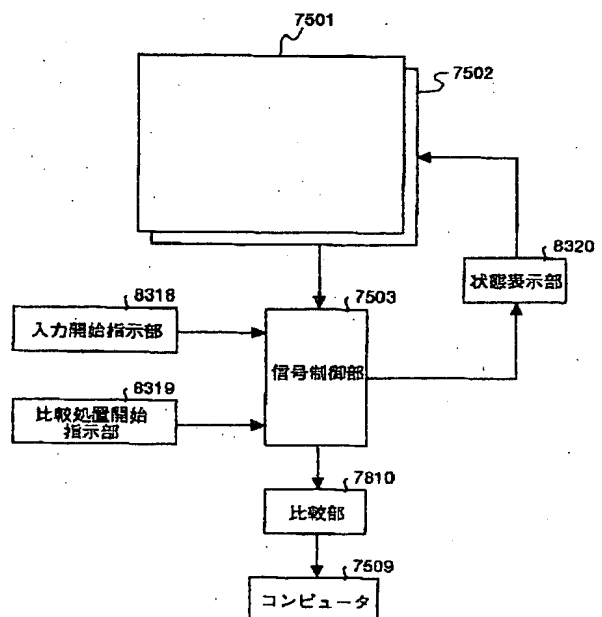 7501
7502
8320
状態表示部
8318
入力開始指示部
7503
信号制御部
8319
比較処置開始
指示部
7810
比較部
7509
コンピュータ